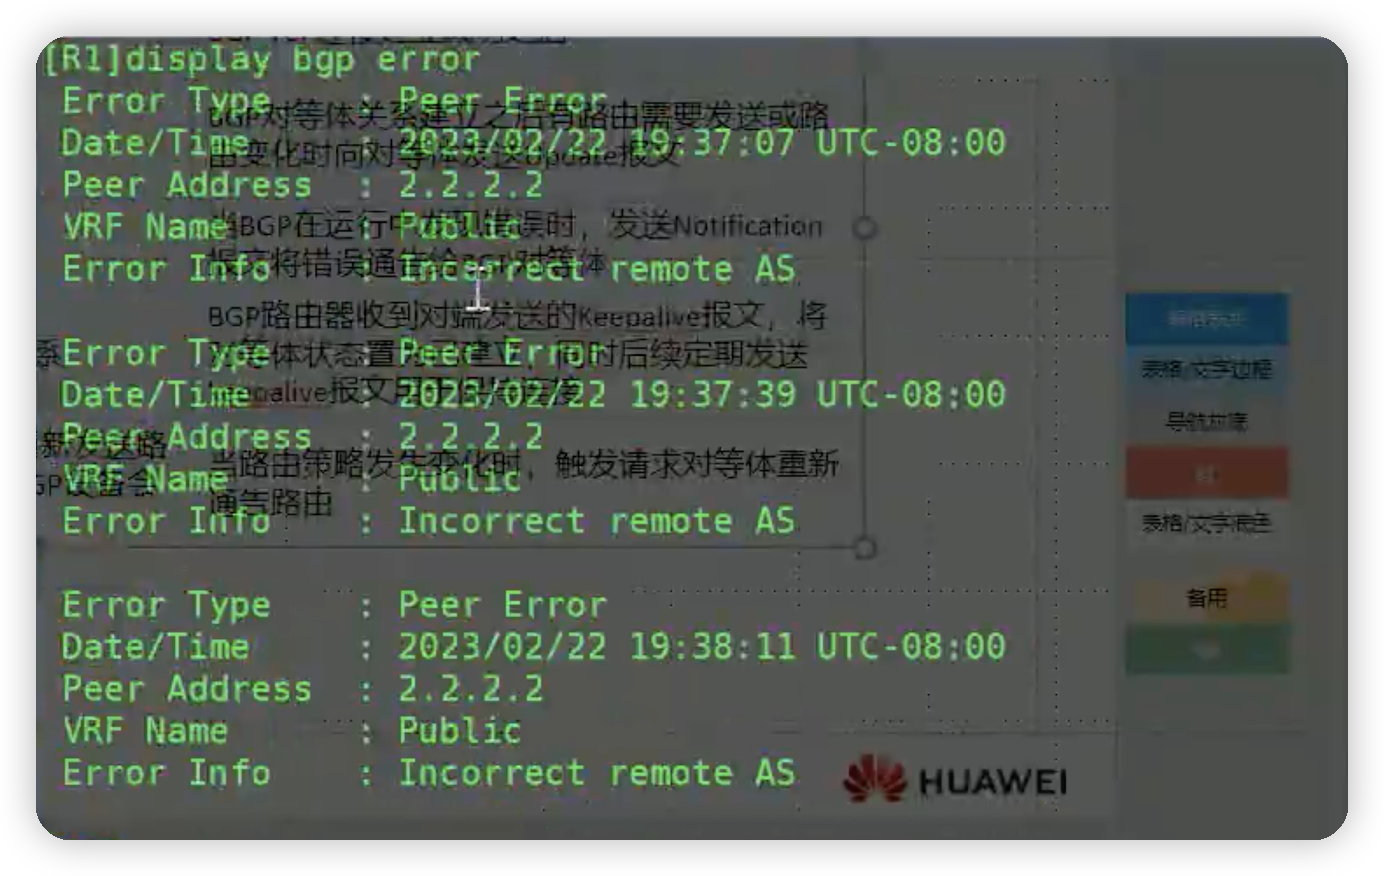 [R1]display bgp error
Error Type : Peer Error
BGP对等体关系建立之后有路由需要发送或路
Date/Time : 2023/02/22 19:37:07 UTC-08:00
由变化时向对等体发送Update报文
Peer Address : 2.2.2.2
VRF Name : Public
当BGP在运行中发现错误时，发送Notification
报文将错误通告给BGP对等体
Error Info : Incorrect remote AS
BGP路由器收到对端发送的Keepalive报文，将
Error Type : Peer Error
系
对等体状态置为已建立，同时后续定期发送
Date/Time : 2023/02/22 19:37:39 UTC-08:00
keepalive报文用于保持连接
Peer Address : 2.2.2.2
新发送路
当路由策略发生变化时，触发请求对等体重新
VRF Name : Public
GP设备会
通告路由
Error Info : Incorrect remote AS
Error Type : Peer Error
Date/Time : 2023/02/22 19:38:11 UTC-08:00
Peer Address : 2.2.2.2
VRF Name : Public
Error Info : Incorrect remote AS
HUAWEI
表格/文字边框
导航灰底
红
表格/文字底色
备用